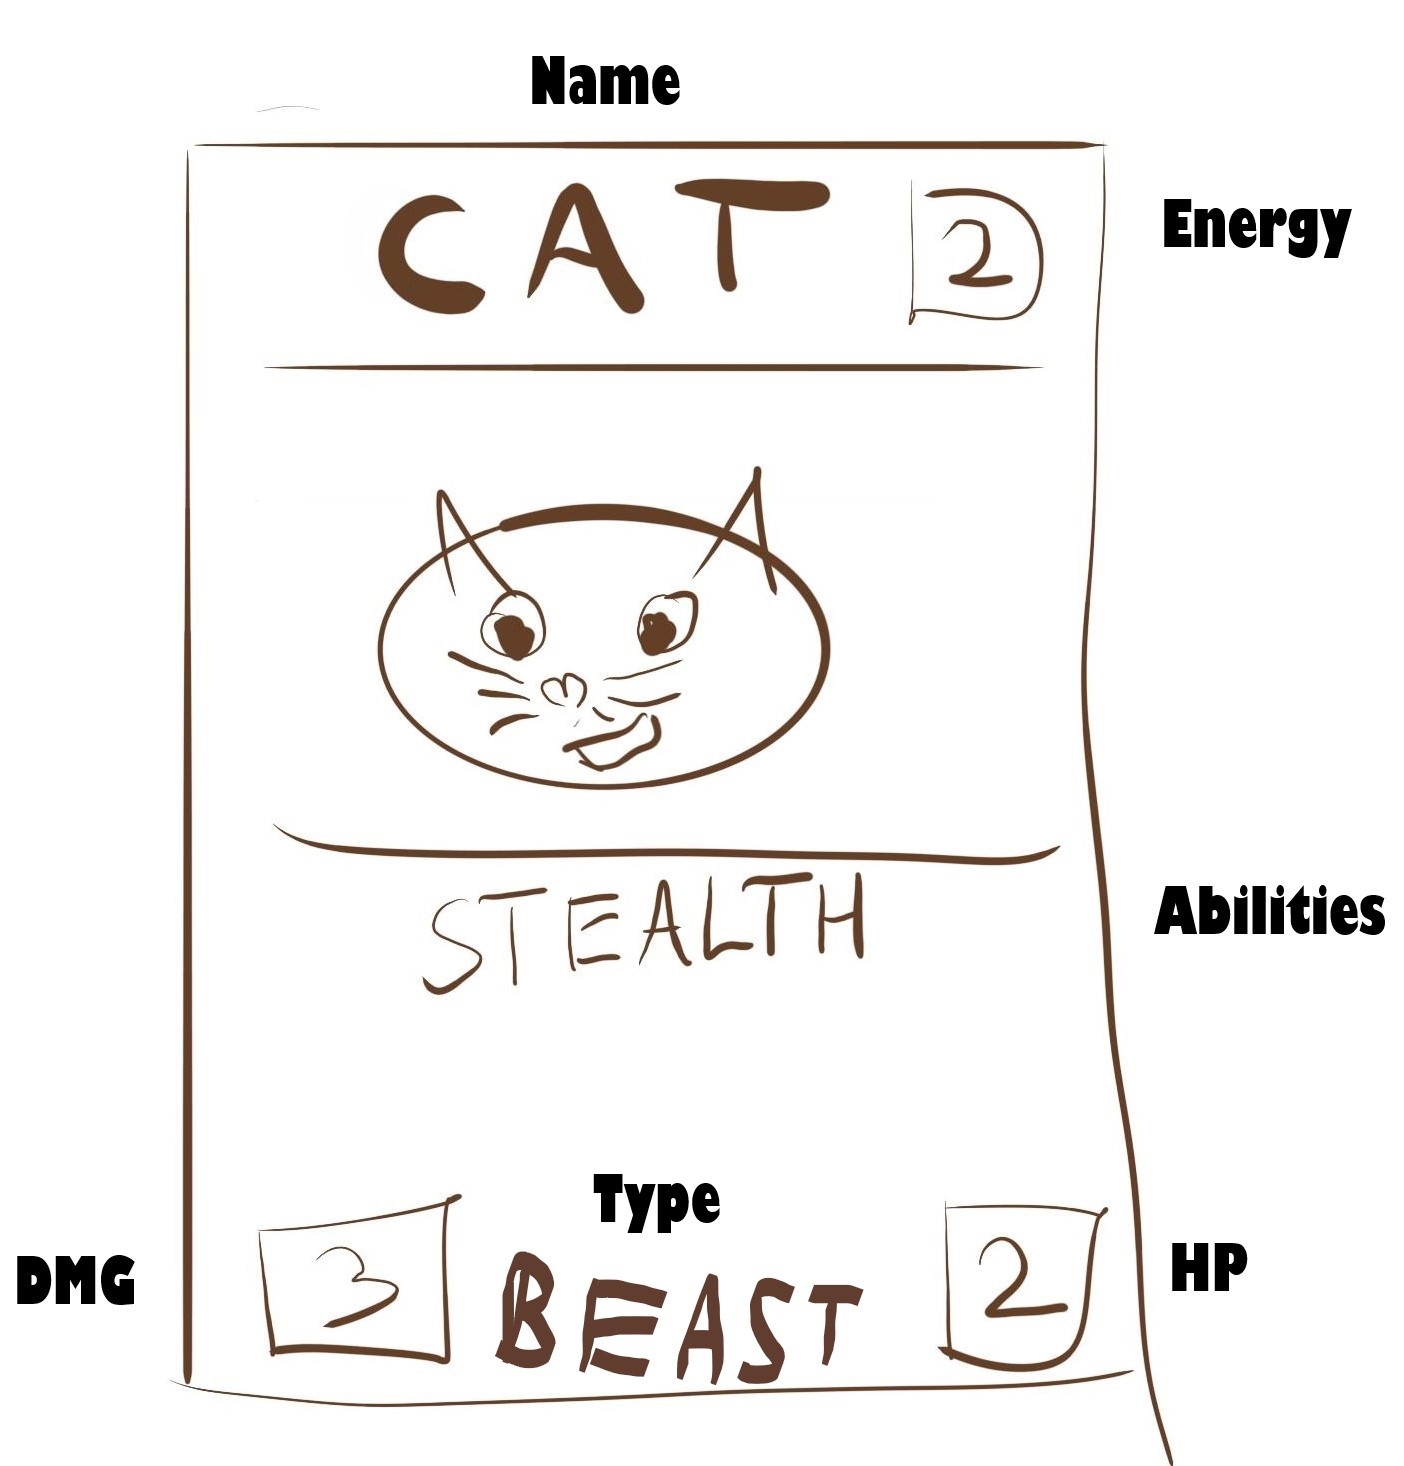 Name
CAT 2
Energy
STEALTH
Abilities
Type
DMG 3 BEAST 2 HP